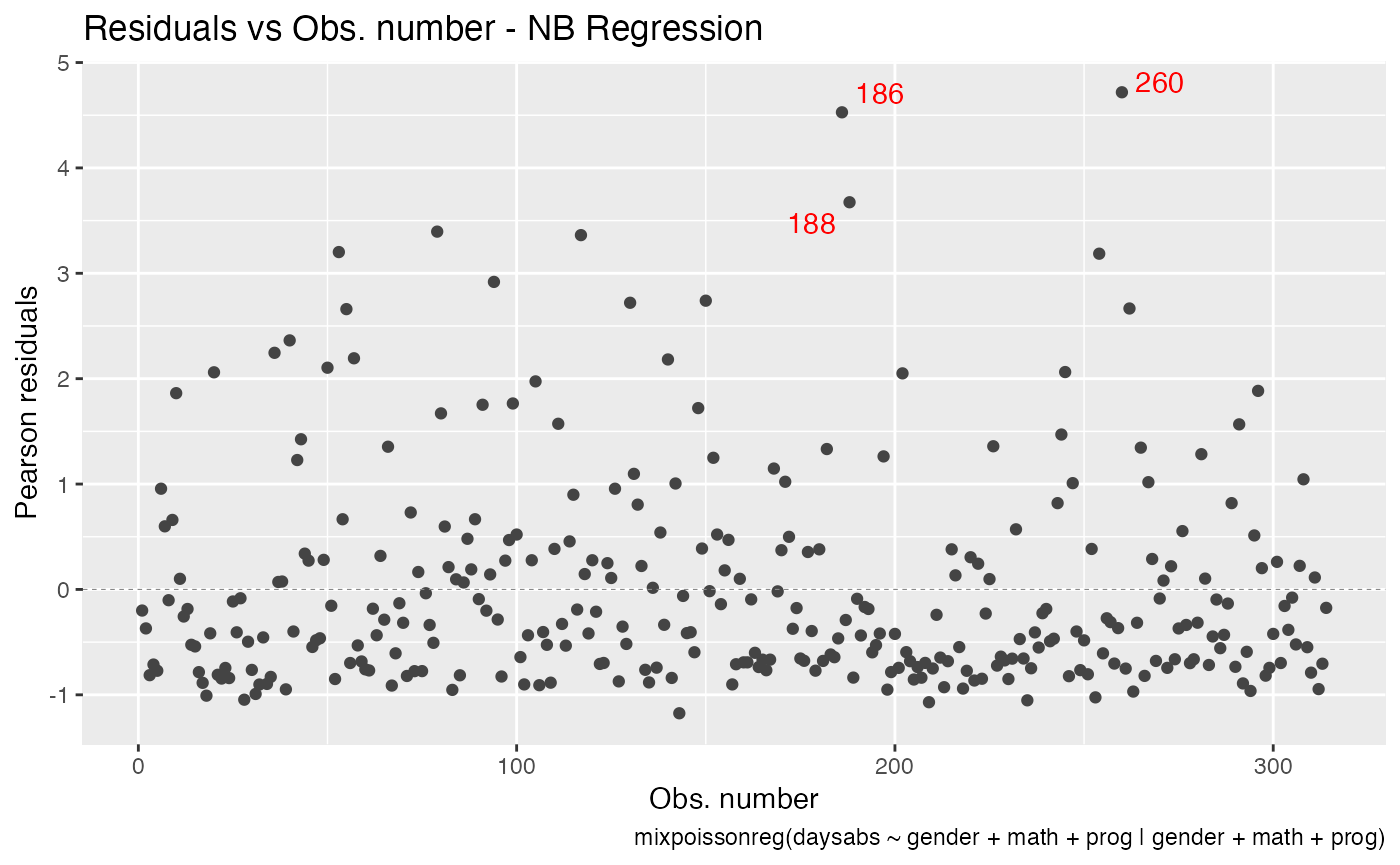 Residuals vs Obs. number - NB Regression
5
4
3
2
1
0
-1
Pearson residuals
186
260
188
0 100 200 300
Obs. number
mixpoissonreg(daysabs ~ gender + math + prog | gender + math + prog)